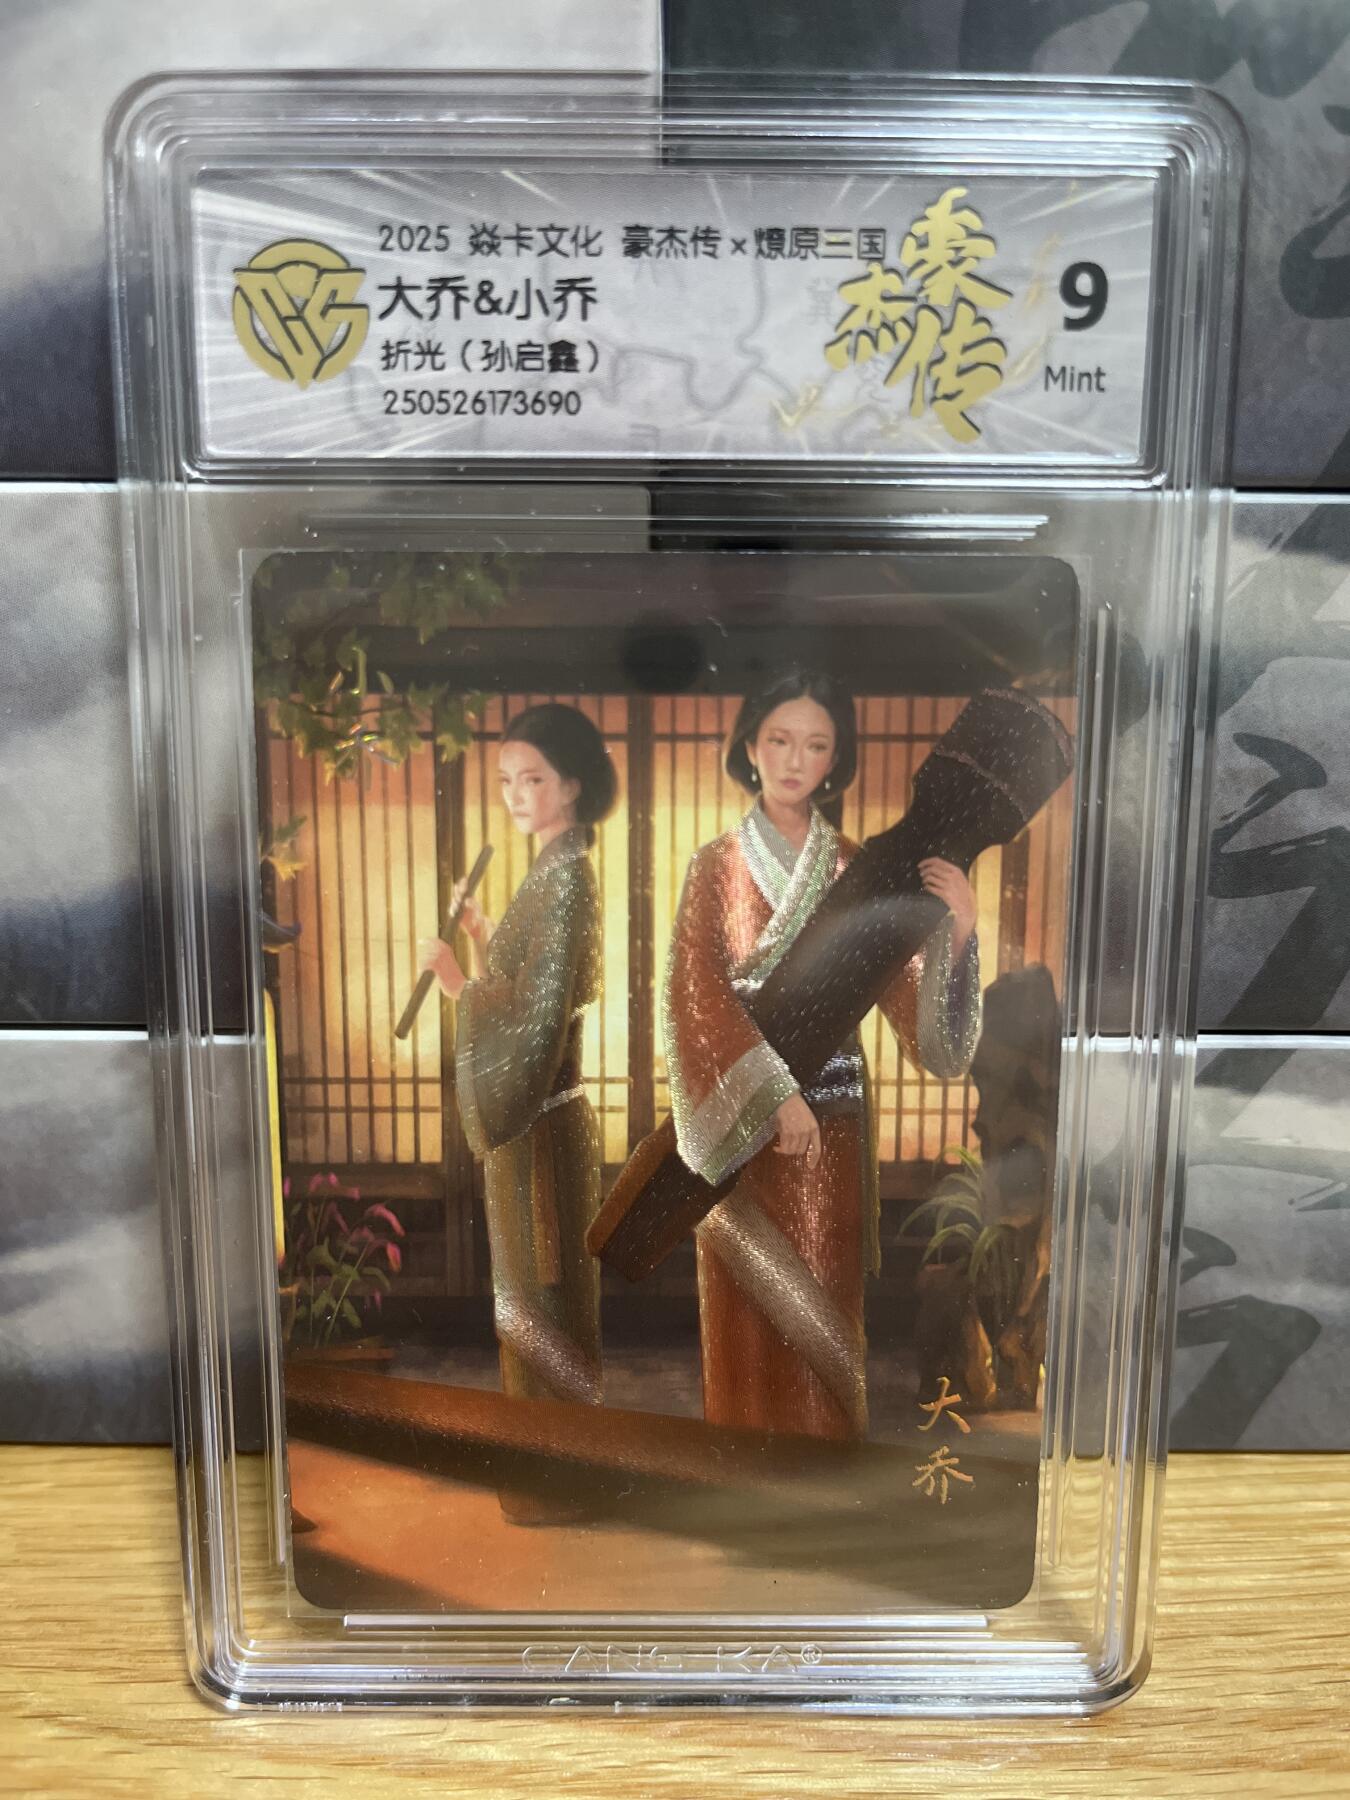 2025 焱卡文化 豪杰传×燎原三国
大乔&小乔
折光（孙启鑫）
250526173690
豪杰传
9
Mint
大乔
CANG KA®